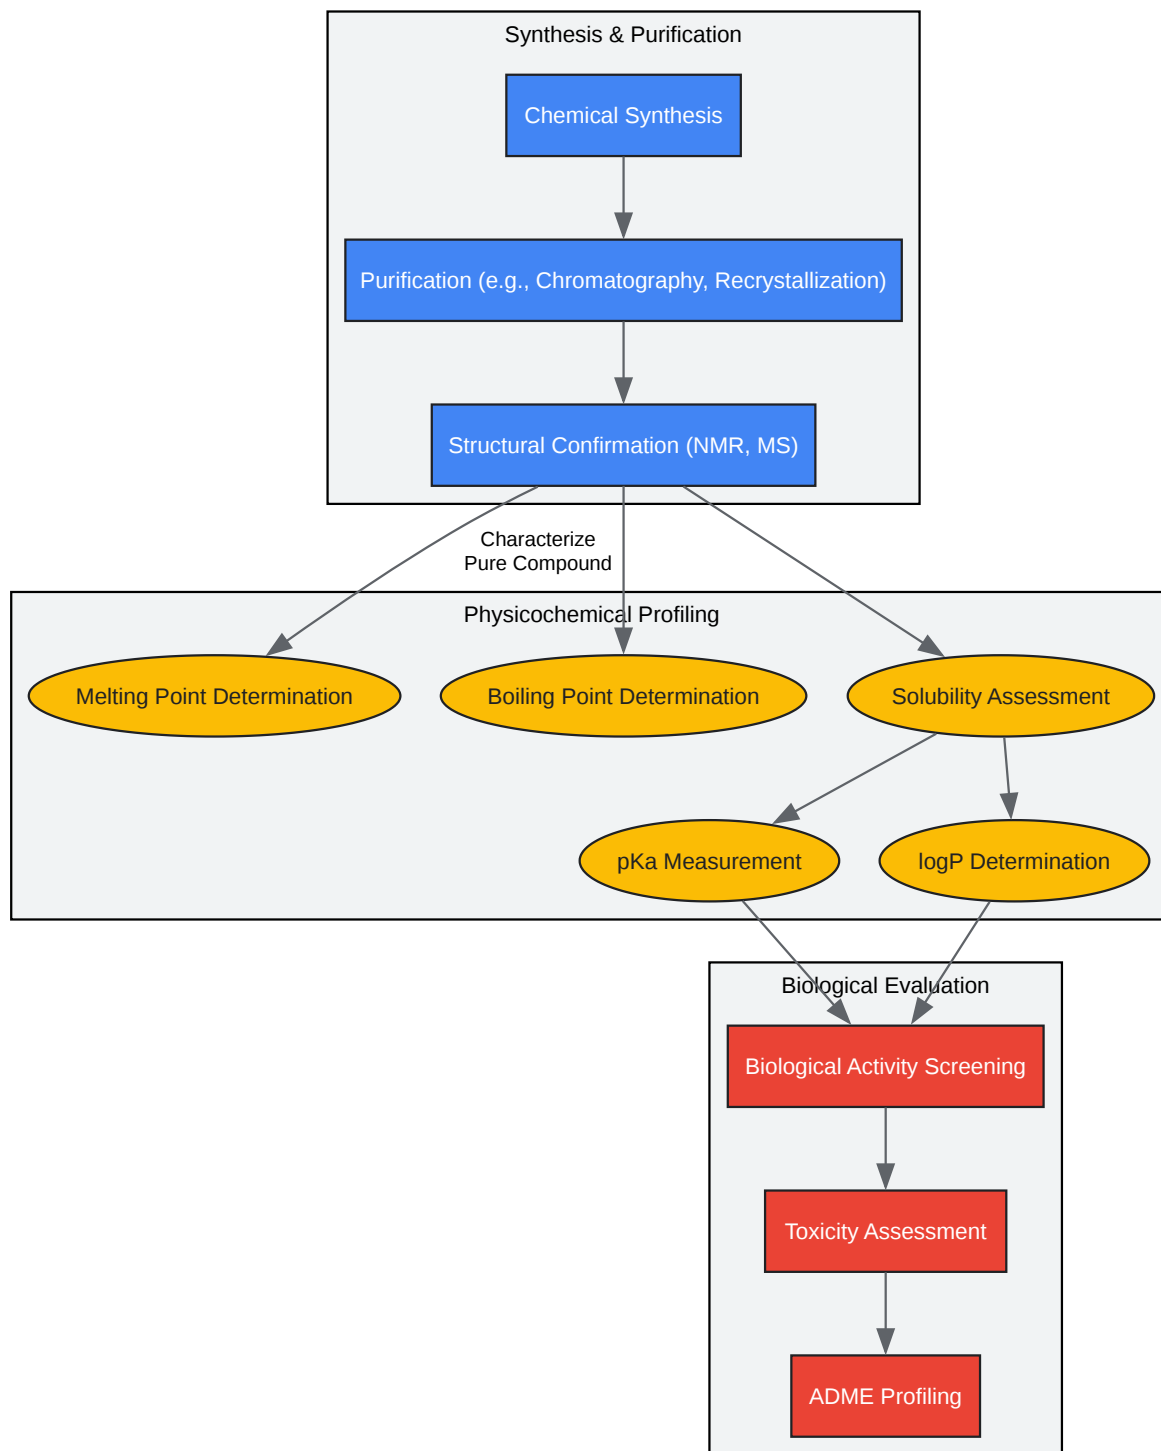 Synthesis & Purification
Chemical Synthesis
Purification (e.g., Chromatography, Recrystallization)
Structural Confirmation (NMR, MS)
Characterize
Pure Compound
Physicochemical Profiling
Melting Point Determination
Boiling Point Determination
Solubility Assessment
pKa Measurement
logP Determination
Biological Evaluation
Biological Activity Screening
Toxicity Assessment
ADME Profiling